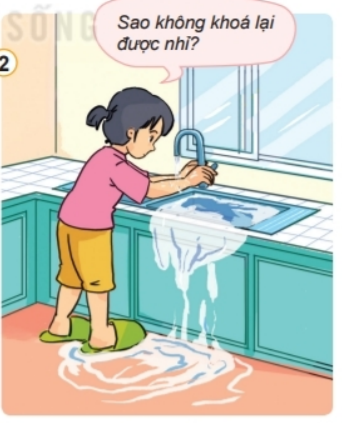 SỐNG
Sao không khoá lại
được nhỉ?
2